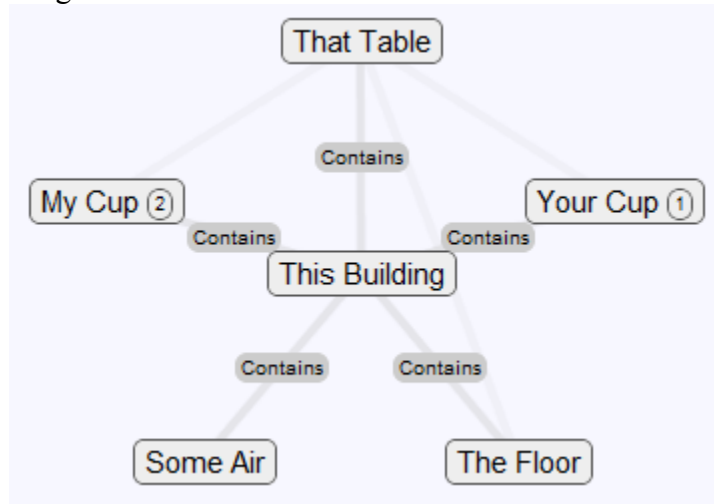 That Table
Contains
My Cup 2
Your Cup 1
Contains
Contains
This Building
Contains
Contains
Some Air
The Floor